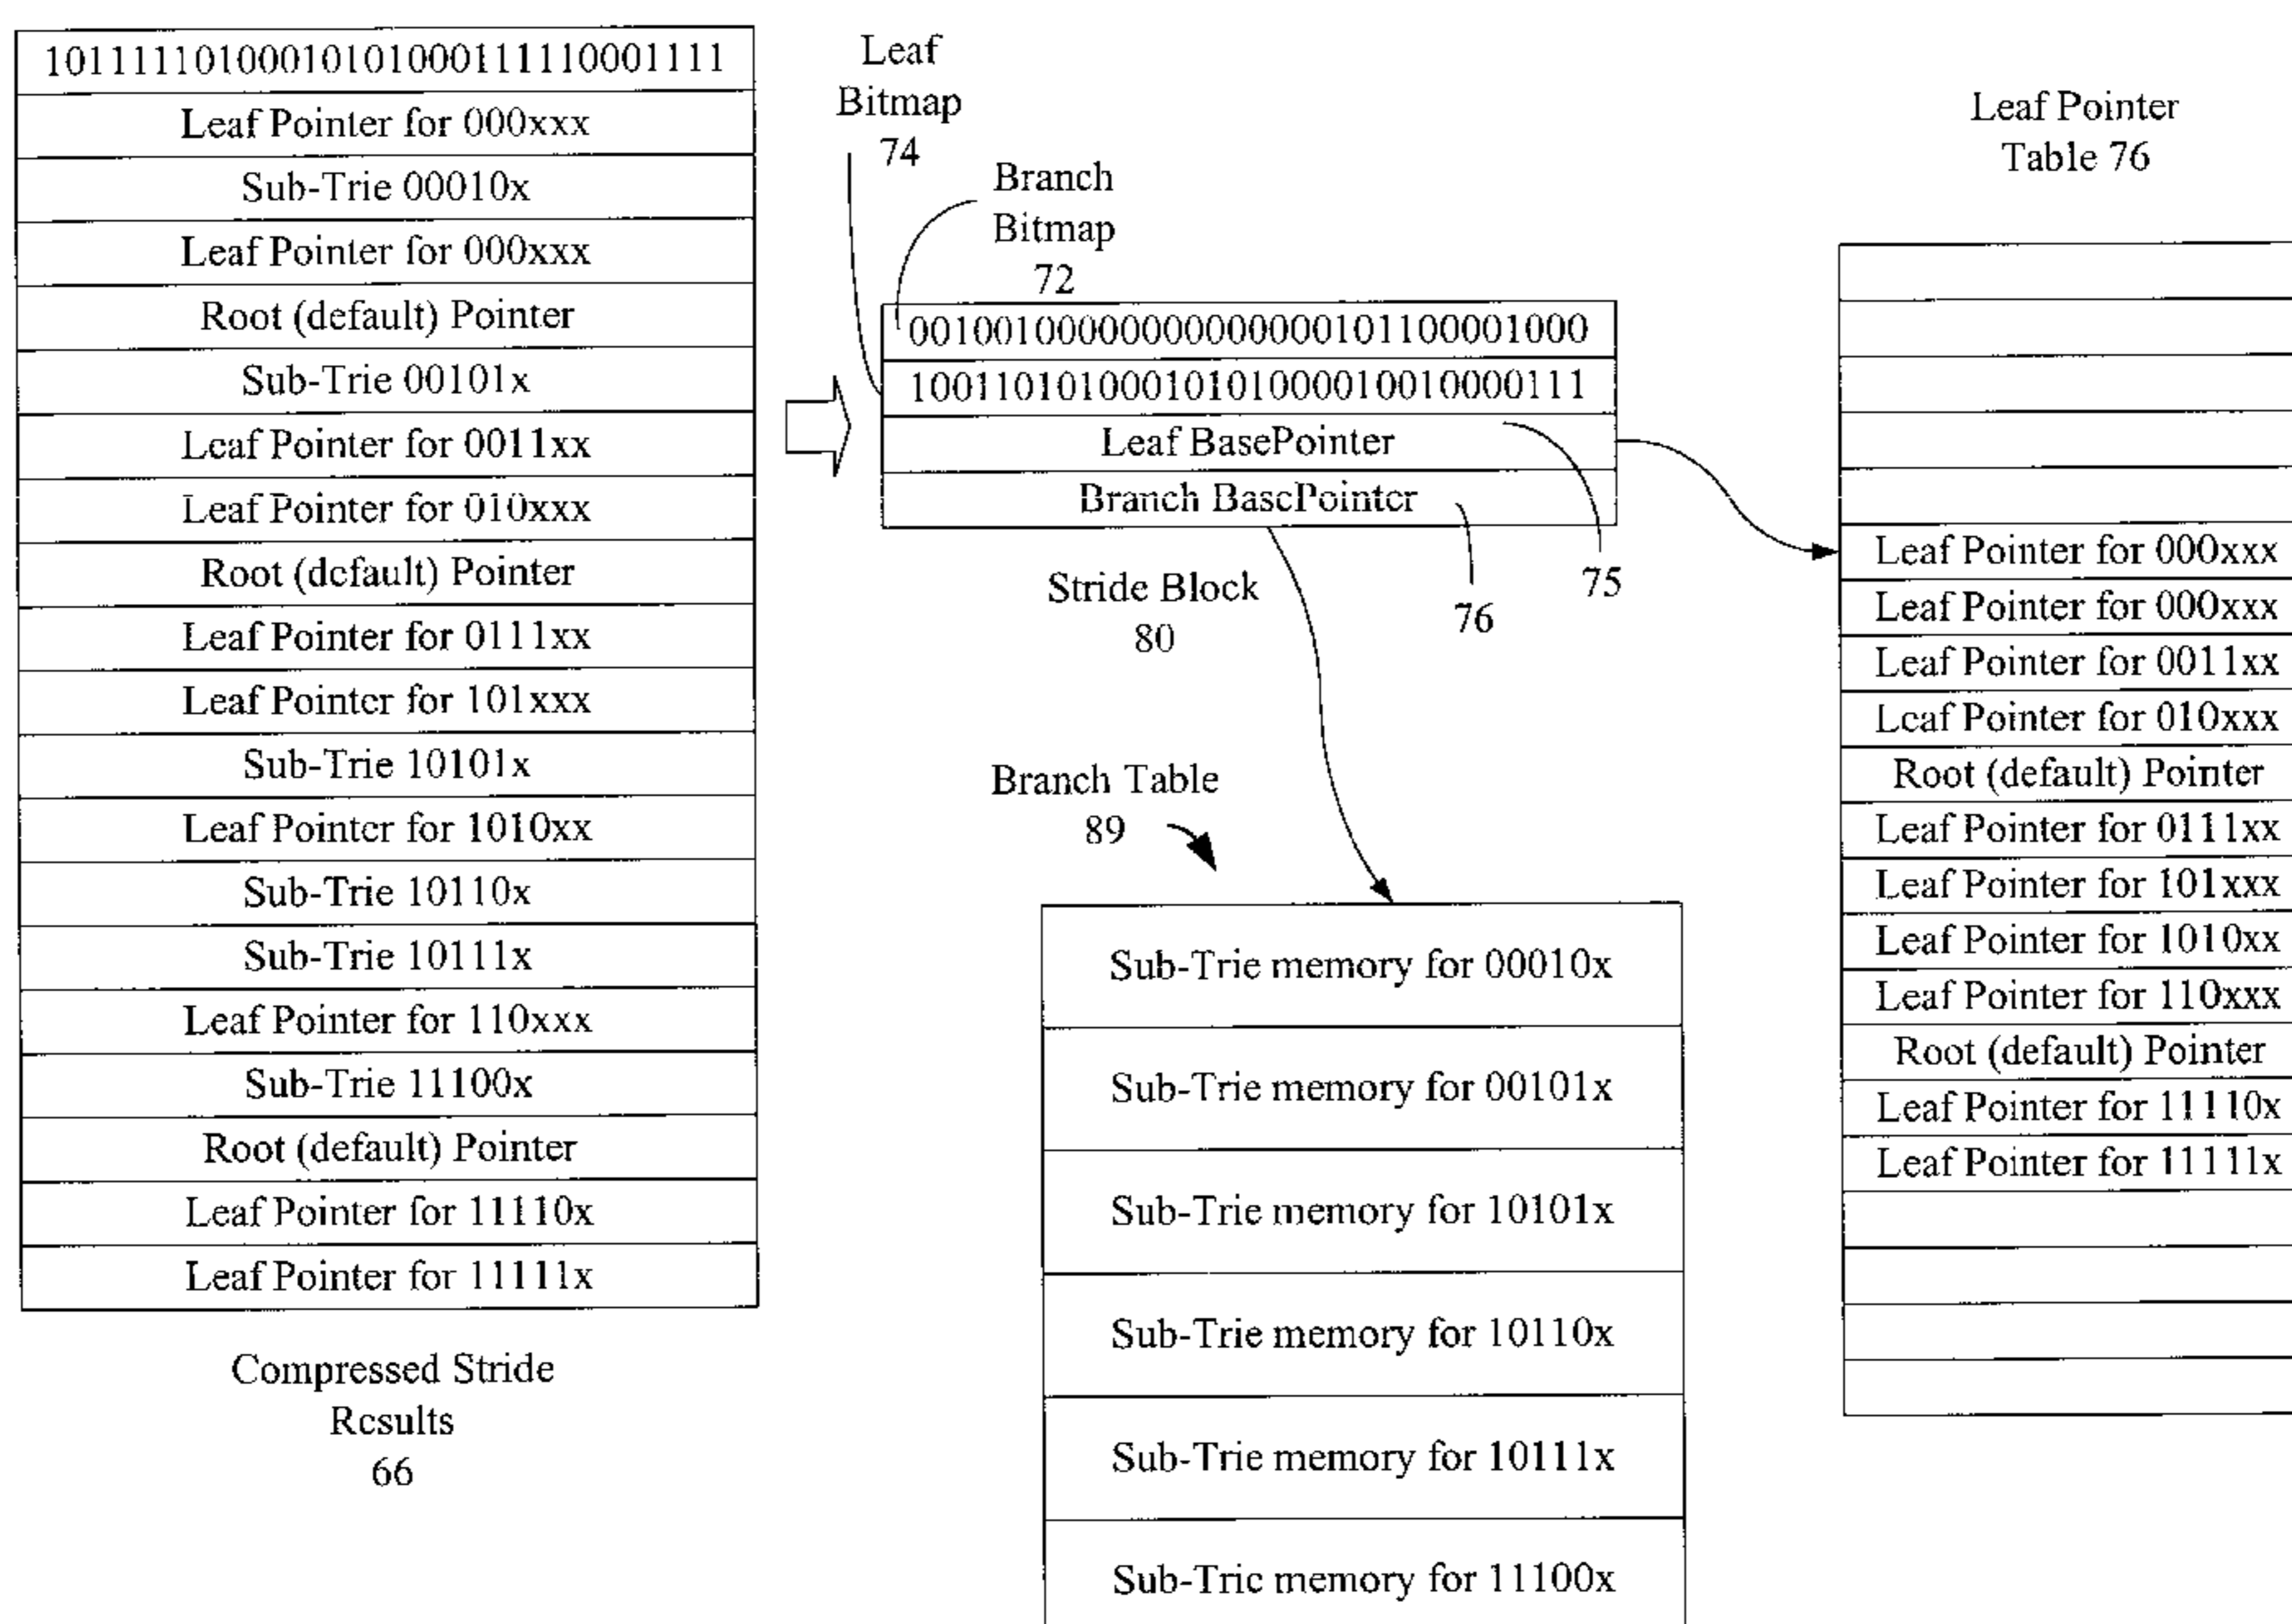 10111110100010101000111110001111
Leaf Pointer for 000xxx
Sub-Trie 00010x
Leaf Pointer for 000xxx
Root (default) Pointer
Sub-Trie 00101x
Leaf Pointer for 0011xx
Leaf Pointer for 010xxx
Root (default) Pointer
Leaf Pointer for 0111xx
Leaf Pointer for 101xxx
Sub-Trie 10101x
Leaf Pointer for 1010xx
Sub-Trie 10110x
Sub-Trie 10111x
Leaf Pointer for 110xxx
Sub-Trie 11100x
Root (default) Pointer
Leaf Pointer for 11110x
Leaf Pointer for 11111x
Compressed Stride
Results
66
Leaf
Bitmap
74
Branch
Bitmap
72
00100100000000000000101100001000
10011010100010101000010010000111
Leaf BasePointer
Branch BasePointer
75
76
Stride Block
80
Branch Table
89
Sub-Trie memory for 00010x
Sub-Trie memory for 00101x
Sub-Trie memory for 10101x
Sub-Trie memory for 10110x
Sub-Trie memory for 10111x
Sub-Trie memory for 11100x
Leaf Pointer
Table 76
Leaf Pointer for 000xxx
Leaf Pointer for 000xxx
Leaf Pointer for 0011xx
Leaf Pointer for 010xxx
Root (default) Pointer
Leaf Pointer for 0111xx
Leaf Pointer for 101xxx
Leaf Pointer for 1010xx
Leaf Pointer for 110xxx
Root (default) Pointer
Leaf Pointer for 11110x
Leaf Pointer for 11111x